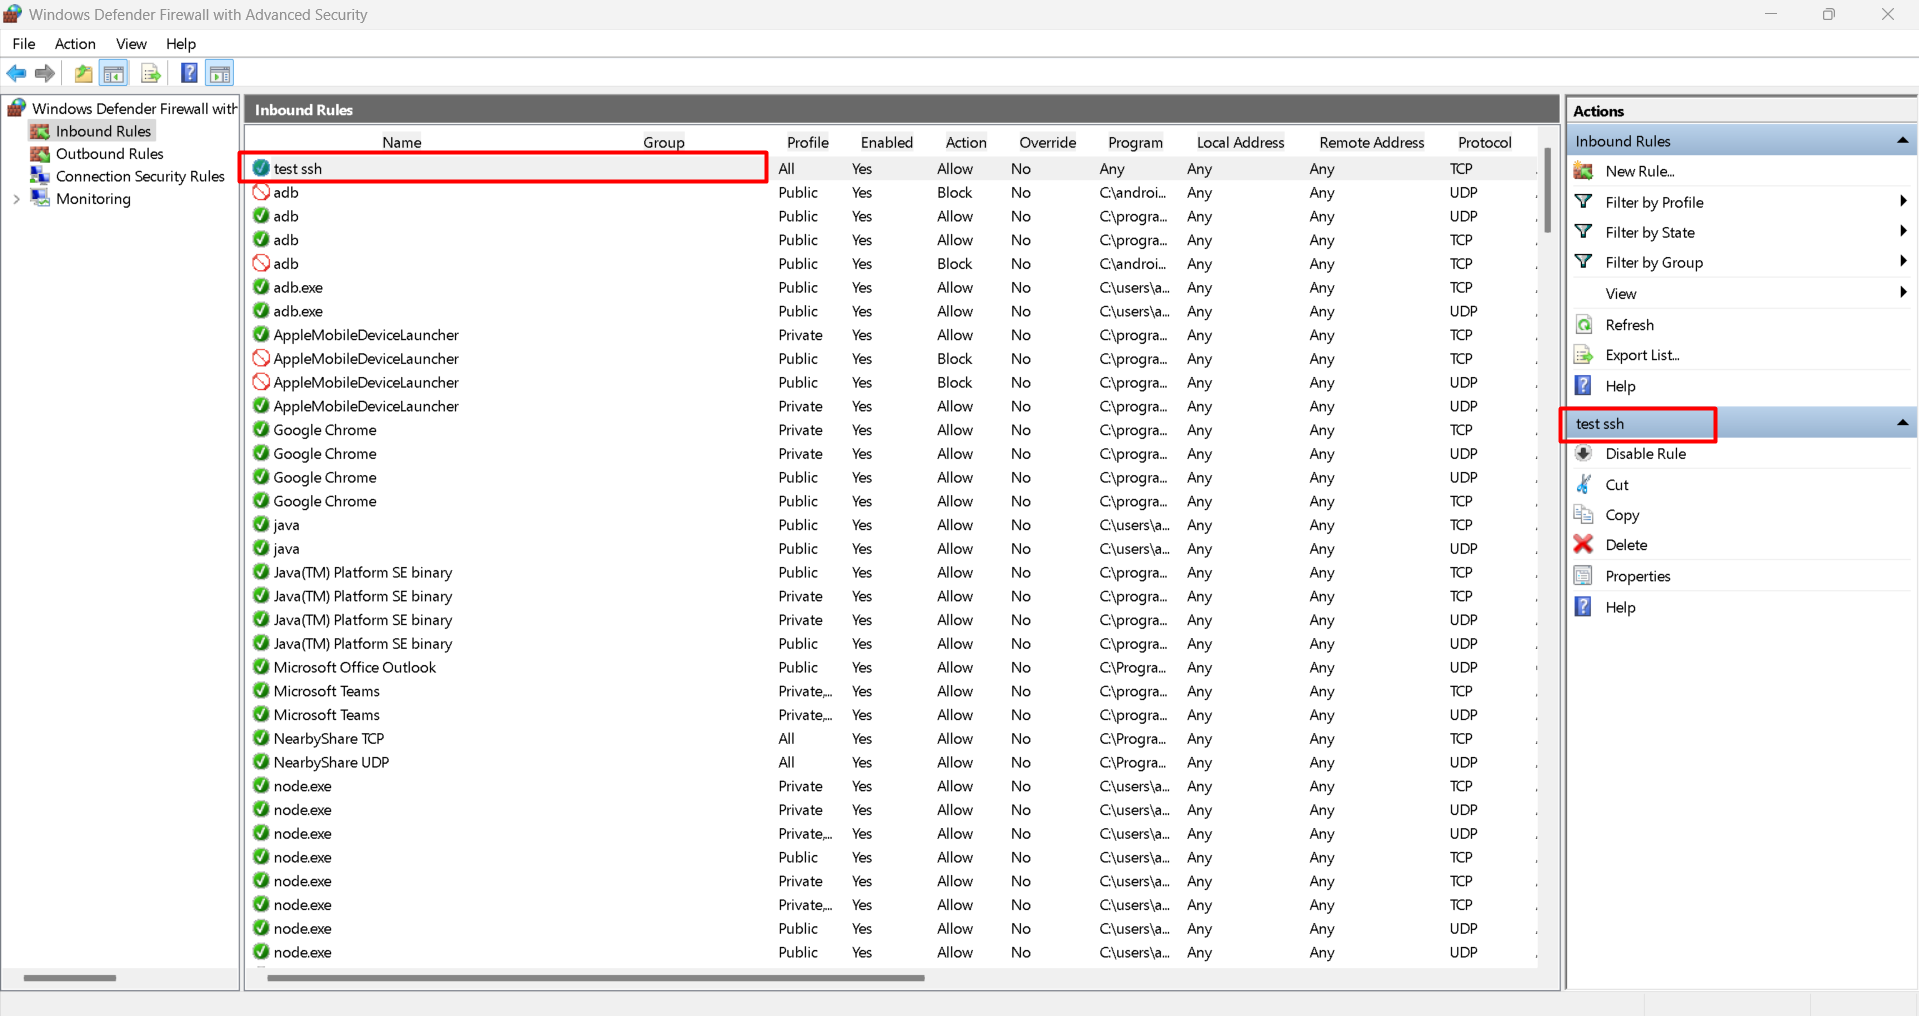 Windows Defender Firewall with Advanced Security
File Action View Help
Windows Defender Firewall with
Inbound Rules
Outbound Rules
Connection Security Rules
Monitoring
Inbound Rules
Name Group Profile Enabled Action Override Program Local Address Remote Address Protocol
test ssh All Yes Allow No Any Any Any TCP
adb Public Yes Block No C:\androi... Any Any UDP
adb Public Yes Allow No C:\progra... Any Any UDP
adb Public Yes Allow No C:\progra... Any Any TCP
adb Public Yes Block No C:\androi... Any Any TCP
adb.exe Public Yes Allow No C:\users\a... Any Any TCP
adb.exe Public Yes Allow No C:\users\a... Any Any UDP
AppleMobileDeviceLauncher Private Yes Allow No C:\progra... Any Any TCP
AppleMobileDeviceLauncher Public Yes Block No C:\progra... Any Any TCP
AppleMobileDeviceLauncher Public Yes Block No C:\progra... Any Any UDP
AppleMobileDeviceLauncher Private Yes Allow No C:\progra... Any Any UDP
Google Chrome Private Yes Allow No C:\progra... Any Any TCP
Google Chrome Private Yes Allow No C:\progra... Any Any UDP
Google Chrome Public Yes Allow No C:\progra... Any Any UDP
Google Chrome Public Yes Allow No C:\progra... Any Any TCP
java Public Yes Allow No C:\users\a... Any Any TCP
java Public Yes Allow No C:\users\a... Any Any UDP
Java(TM) Platform SE binary Public Yes Allow No C:\progra... Any Any TCP
Java(TM) Platform SE binary Private Yes Allow No C:\progra... Any Any TCP
Java(TM) Platform SE binary Private Yes Allow No C:\progra... Any Any UDP
Java(TM) Platform SE binary Public Yes Allow No C:\progra... Any Any UDP
Microsoft Office Outlook Public Yes Allow No C:\Progra... Any Any UDP
Microsoft Teams Private,... Yes Allow No C:\progra... Any Any TCP
Microsoft Teams Private,... Yes Allow No C:\progra... Any Any UDP
NearbyShare TCP All Yes Allow No C:\Progra... Any Any TCP
NearbyShare UDP All Yes Allow No C:\Progra... Any Any UDP
node.exe Private Yes Allow No C:\users\a... Any Any TCP
node.exe Private Yes Allow No C:\users\a... Any Any UDP
node.exe Private,... Yes Allow No C:\users\a... Any Any UDP
node.exe Public Yes Allow No C:\users\a... Any Any TCP
node.exe Private Yes Allow No C:\users\a... Any Any TCP
node.exe Private,... Yes Allow No C:\users\a... Any Any TCP
node.exe Public Yes Allow No C:\users\a... Any Any UDP
node.exe Public Yes Allow No C:\users\a... Any Any UDP
Actions
Inbound Rules
New Rule...
Filter by Profile
Filter by State
Filter by Group
View
Refresh
Export List...
Help
test ssh
Disable Rule
Cut
Copy
Delete
Properties
Help